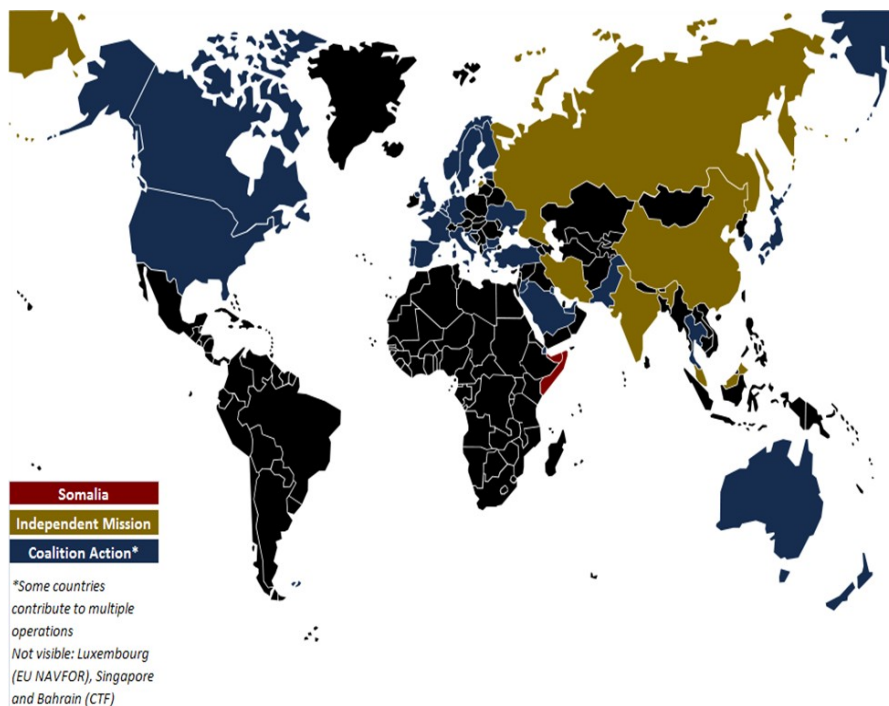 Somalia
Independent Mission
Coalition Action*
*Some countries
contribute to multiple
operations
Not visible: Luxembourg
(EU NAVFOR), Singapore
and Bahrain (CTF)